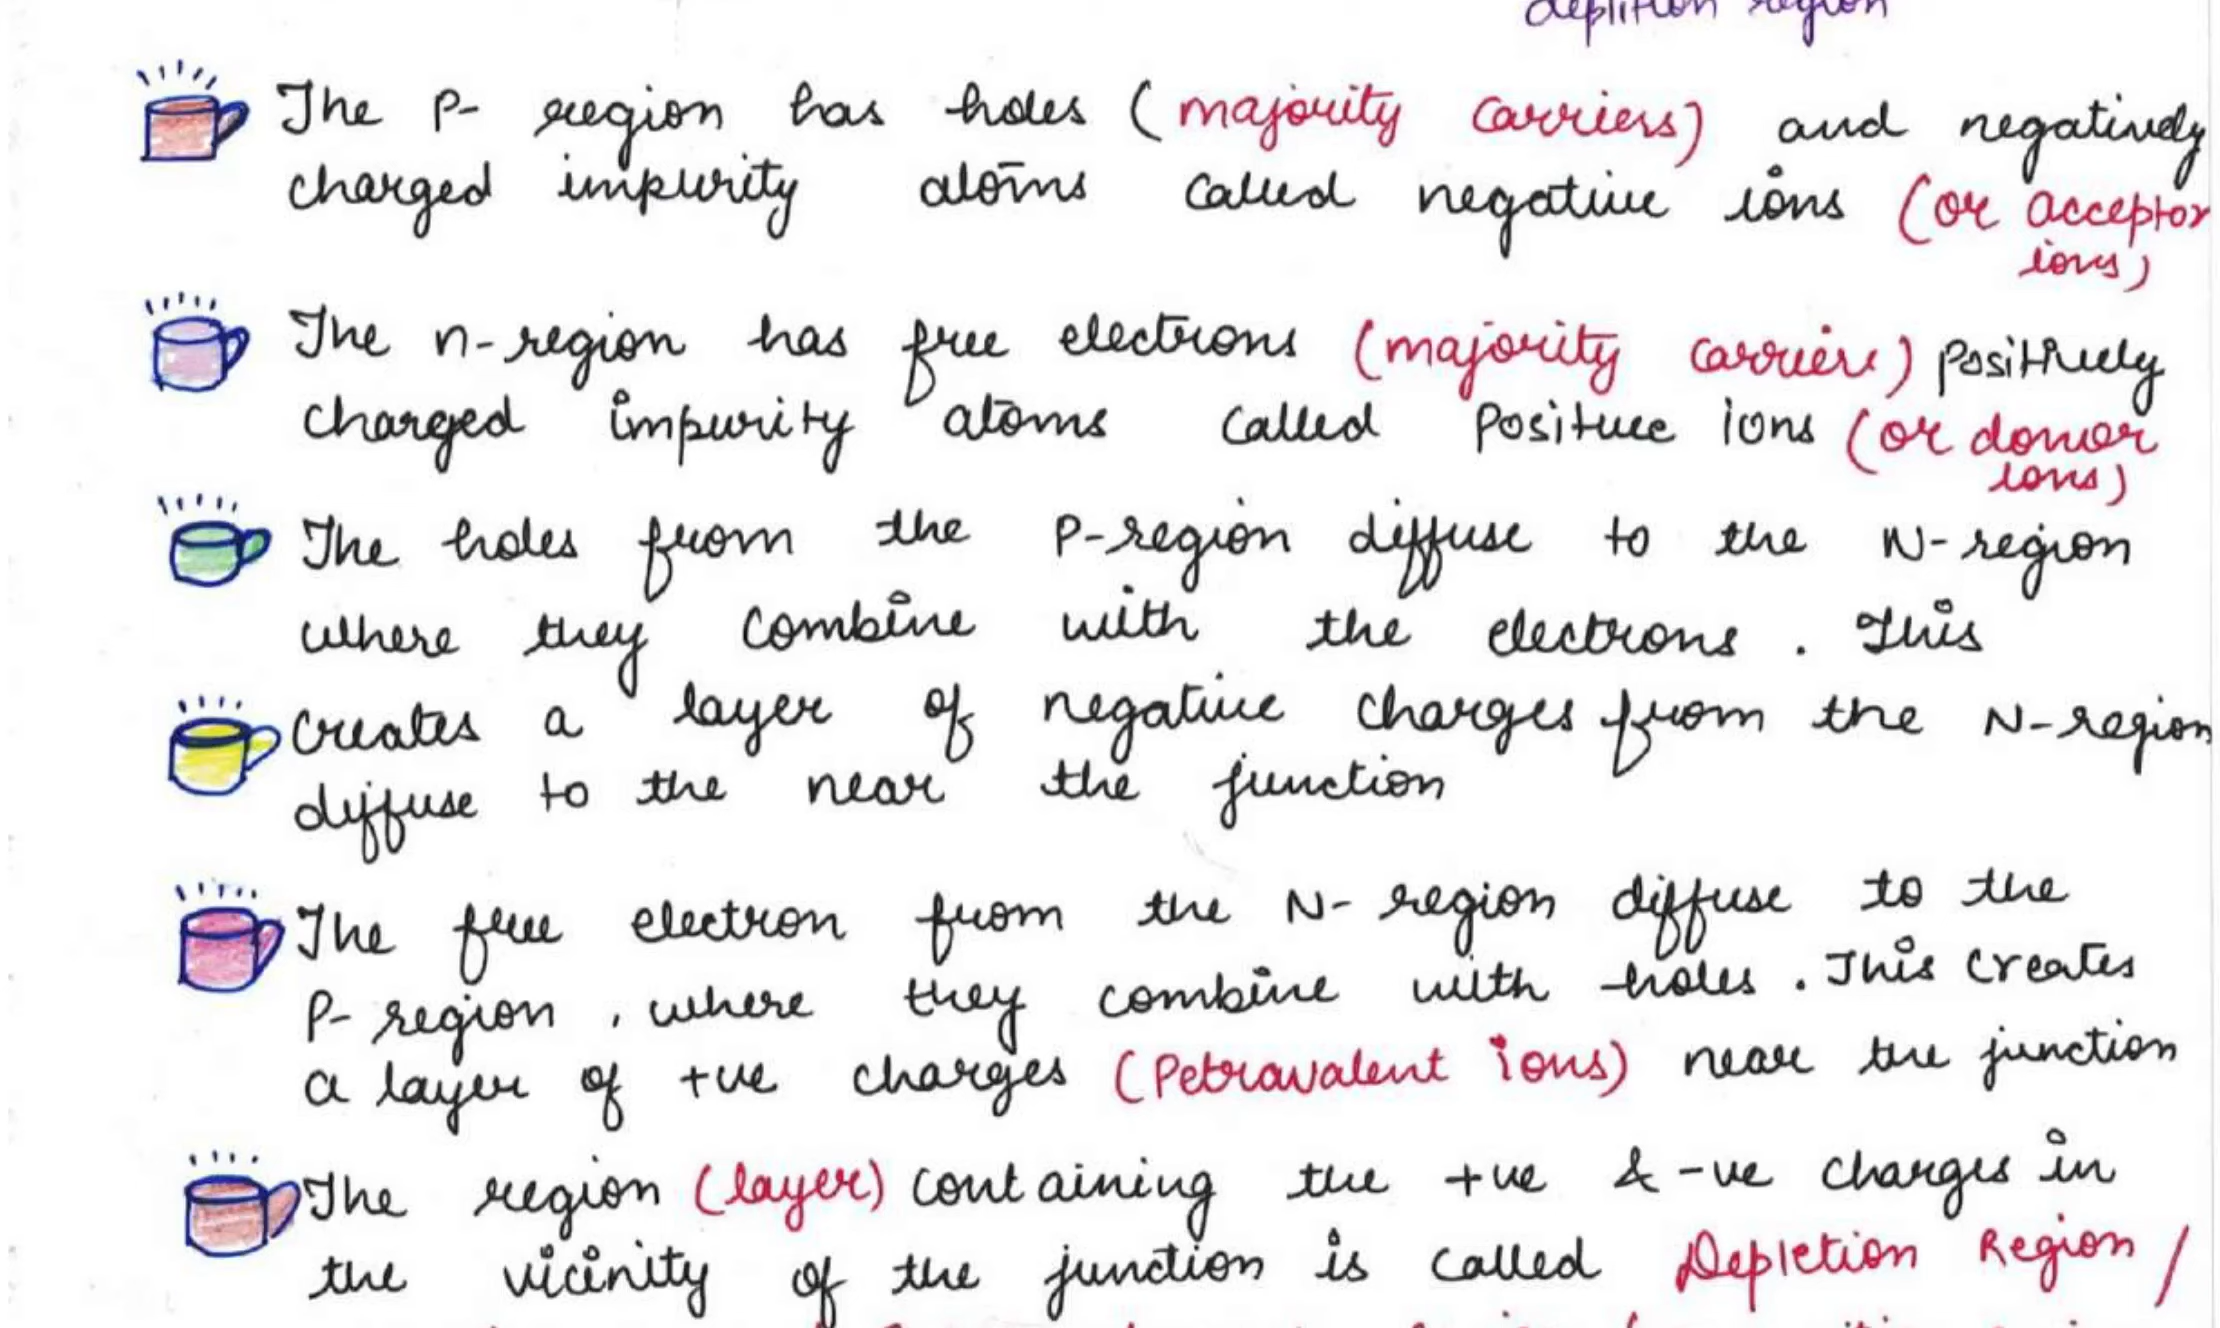 depletion region
The P- region has holes (majority carriers) and negatively
charged impurity atoms called negative ions (or acceptor
ions)
The n-region has free electrons (majority carriers) positively
charged impurity atoms called positive ions (or donor
ions)
The holes from the P-region diffuse to the N-region
where they combine with the electrons . This
creates a layer of negative charges from the N-region
diffuse to the near the junction
The free electron from the N- region diffuse to the
P- region , where they combine with holes . This creates
a layer of +ve charges (Petravalent ions) near the junction
The region (layer) containing the +ve & -ve charges in
the vicinity of the junction is called Depletion Region /